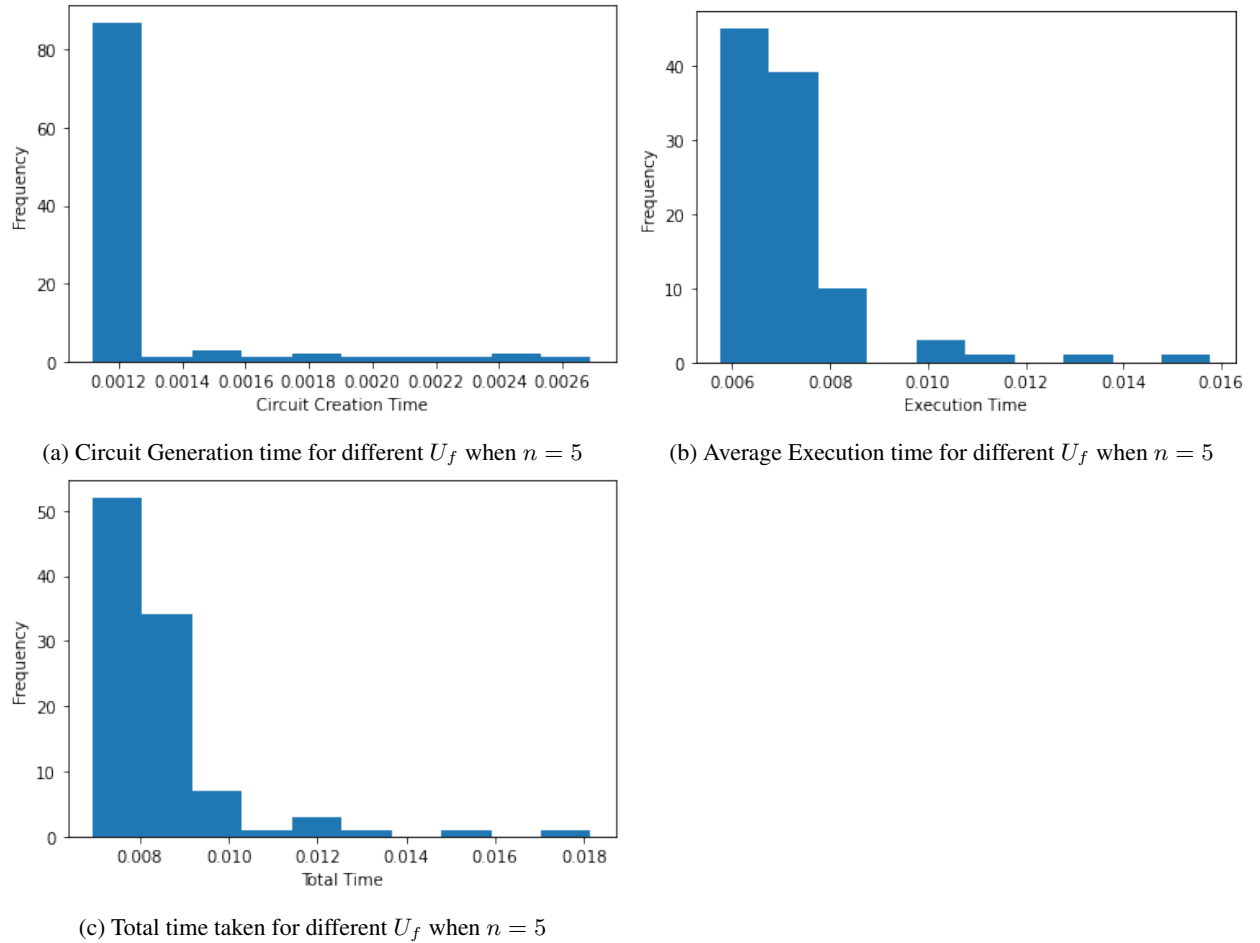 80
60
40
20
0
Frequency
0.0012 0.0014 0.0016 0.0018 0.0020 0.0022 0.0024 0.0026
Circuit Creation Time
(a) Circuit Generation time for different U_f when n = 5
40
30
20
10
0
Frequency
0.006 0.008 0.010 0.012 0.014 0.016
Execution Time
(b) Average Execution time for different U_f when n = 5
50
40
30
20
10
0
Frequency
0.008 0.010 0.012 0.014 0.016 0.018
Total Time
(c) Total time taken for different U_f when n = 5